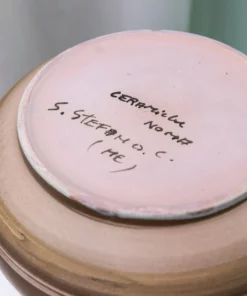 CERAMICHE
NOMA
S. STEFANO. C.
(ME)